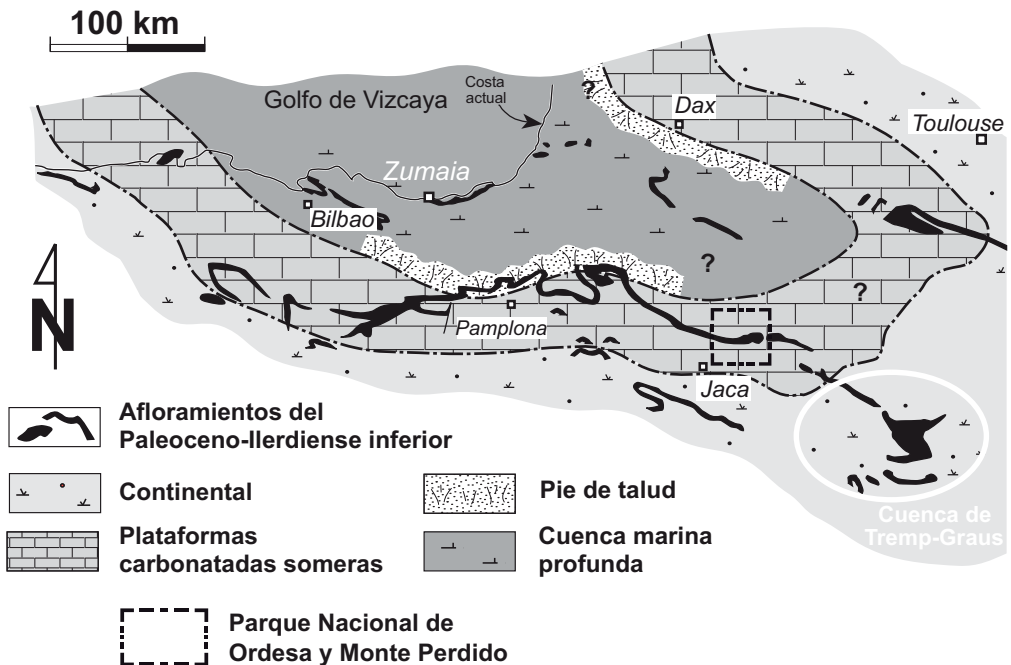 100 km
Golfo de Vizcaya
Costa
actual
?
Dax
Toulouse
Zumaia
Bilbao
?
?
N
Pamplona
Jaca
Afloramientos del
Paleoceno-Ilerdiense inferior
Continental
Pie de talud
Cuenca de
Tremp-Graus
Plataformas
carbonatadas someras
Cuenca marina
profunda
Parque Nacional de
Ordesa y Monte Perdido